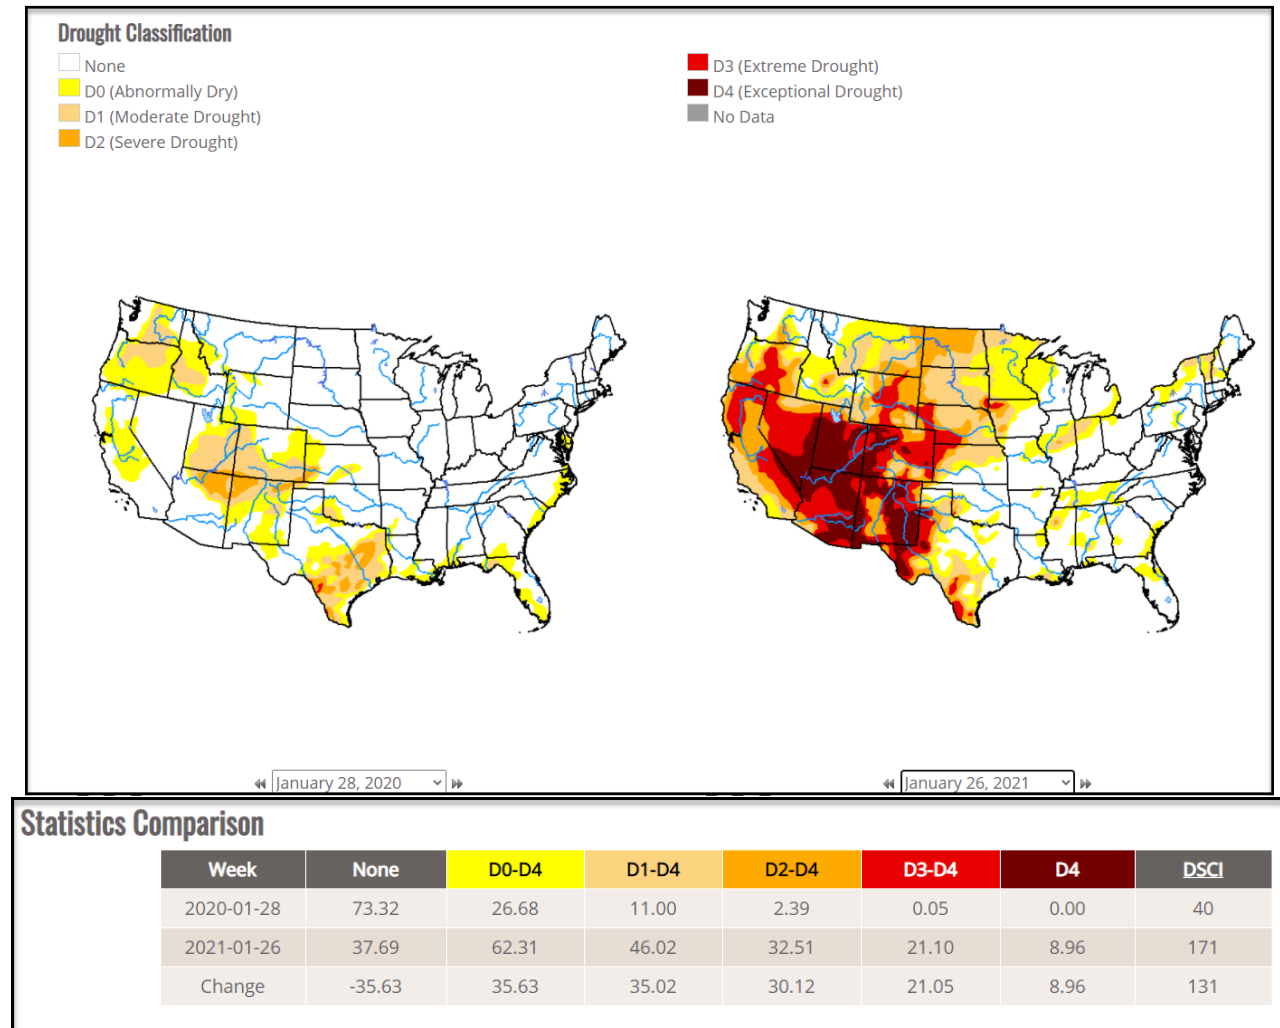 Drought Classification
None
D0 (Abnormally Dry)
D1 (Moderate Drought)
D2 (Severe Drought)
D3 (Extreme Drought)
D4 (Exceptional Drought)
No Data
January 28, 2020
January 26, 2021
Statistics Comparison
Week None D0-D4 D1-D4 D2-D4 D3-D4 D4 DSCI
2020-01-28 73.32 26.68 11.00 2.39 0.05 0.00 40
2021-01-26 37.69 62.31 46.02 32.51 21.10 8.96 171
Change -35.63 35.63 35.02 30.12 21.05 8.96 131